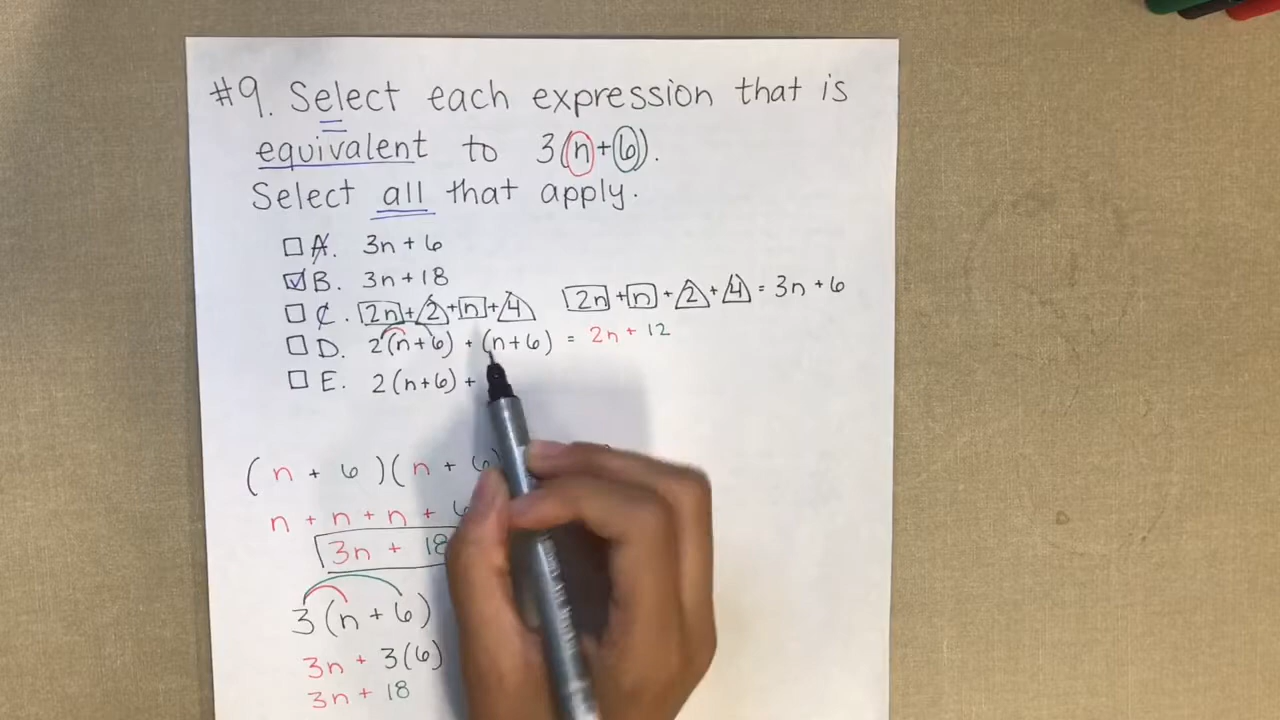 #9. Select each expression that is
equivalent to 3(n+6).
Select all that apply.
A. 3n + 6
B. 3n + 18
C. 2n + 2 + n + 4 2n + n + 2 + 4 = 3n + 6
D. 2(n+6) + (n+6) = 2n + 12
E. 2(n+6) +
(n + 6)(n + 6
n + n + n + 6
3n + 18
3(n + 6)
3n + 3(6)
3n + 18